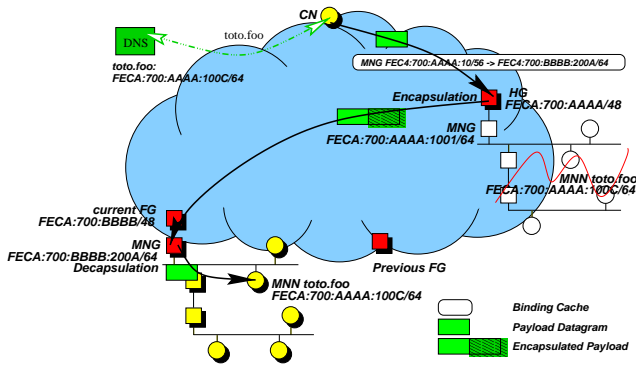 CN
toto.foo
DNS
toto.foo:
FECA:700:AAAA:100C/64
MNG FEC4:700:AAAA:10/56 -> FEC4:700:BBBB:200A/64
Encapsulation
HG
FECA:700:AAAA/48
MNG
FECA:700:AAAA:1001/64
MNN toto.foo
FECA:700:AAAA:100C/64
current FG
FECA:700:BBBB/48
MNG
FECA:700:BBBB:200A/64
Decapsulation
Previous FG
MNN toto.foo
FECA:700:AAAA:100C/64
Binding Cache
Payload Datagram
Encapsulated Payload